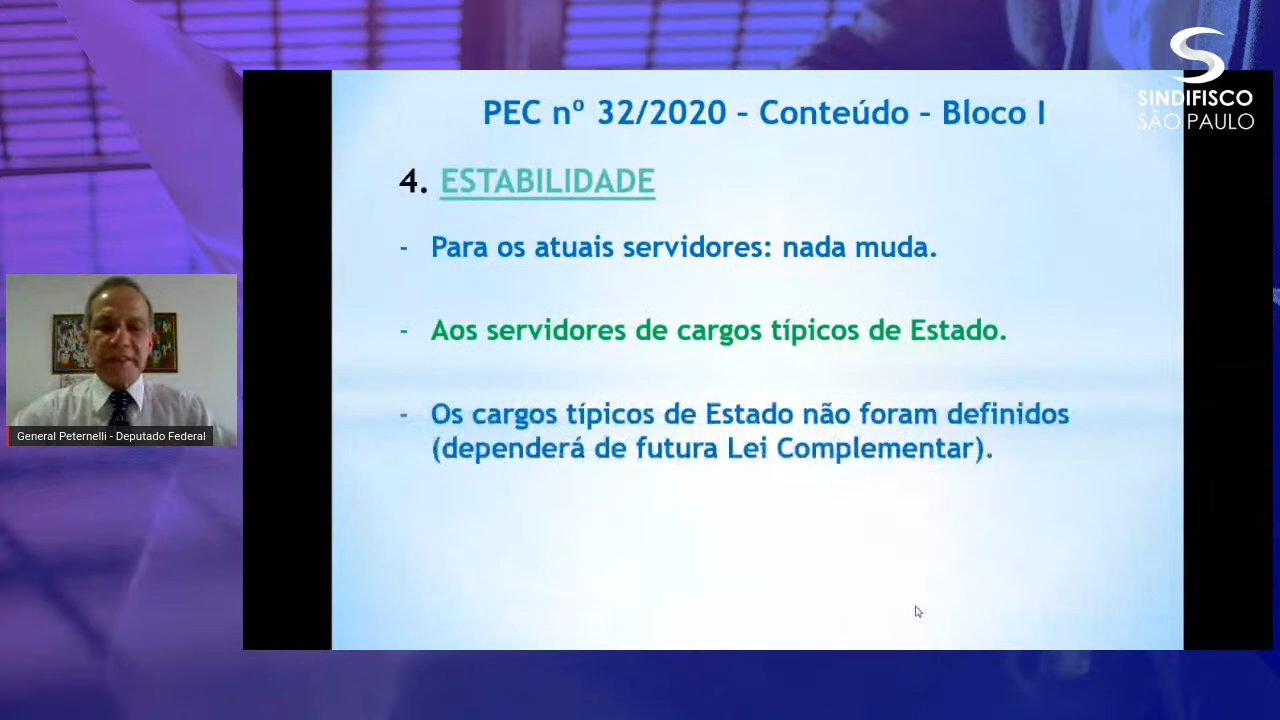 SINDIFISCO
SÃO PAULO
PEC nº 32/2020 – Conteúdo – Bloco I
4. ESTABILIDADE
- Para os atuais servidores: nada muda.
- Aos servidores de cargos típicos de Estado.
- Os cargos típicos de Estado não foram definidos
(dependerá de futura Lei Complementar).
General Peternelli - Deputado Federal